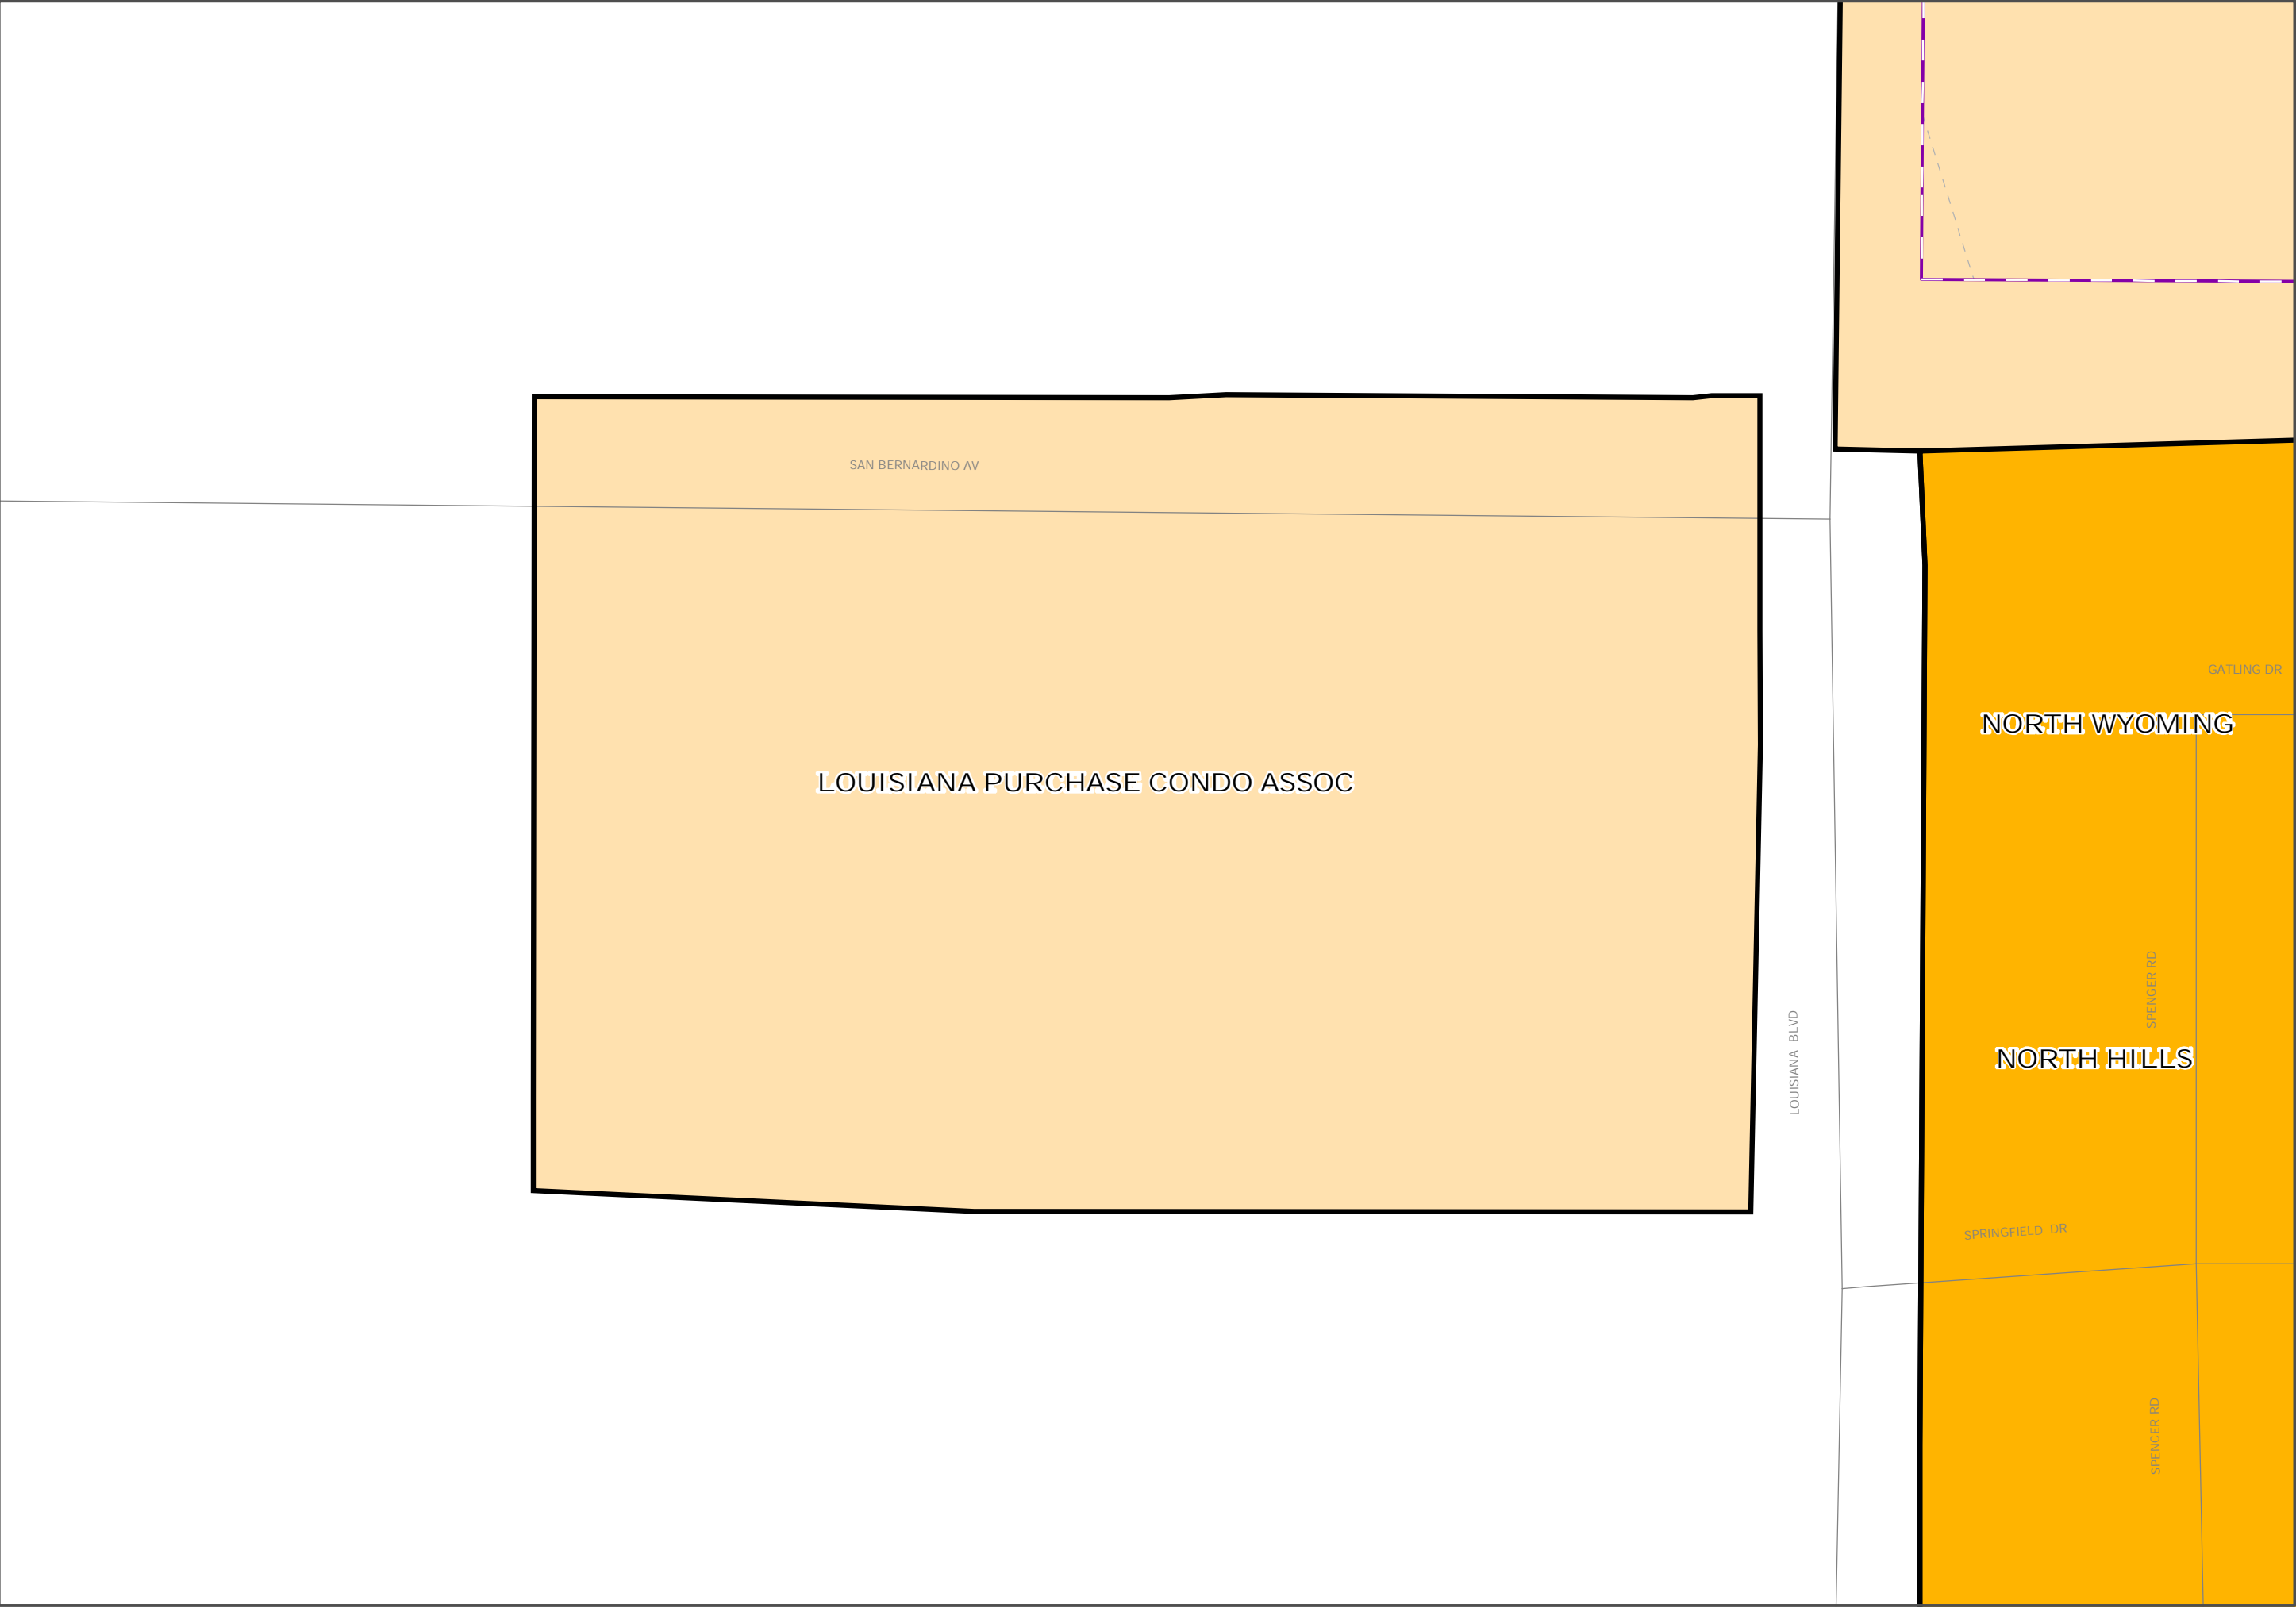 SAN BERNARDINO AV
GATLING DR
NORTH WYOMING
LOUISIANA PURCHASE CONDO ASSOC
SPENGER RD
LOUISIANA BLVD
NORTH HILLS
SPRINGFIELD DR
SPENCER RD